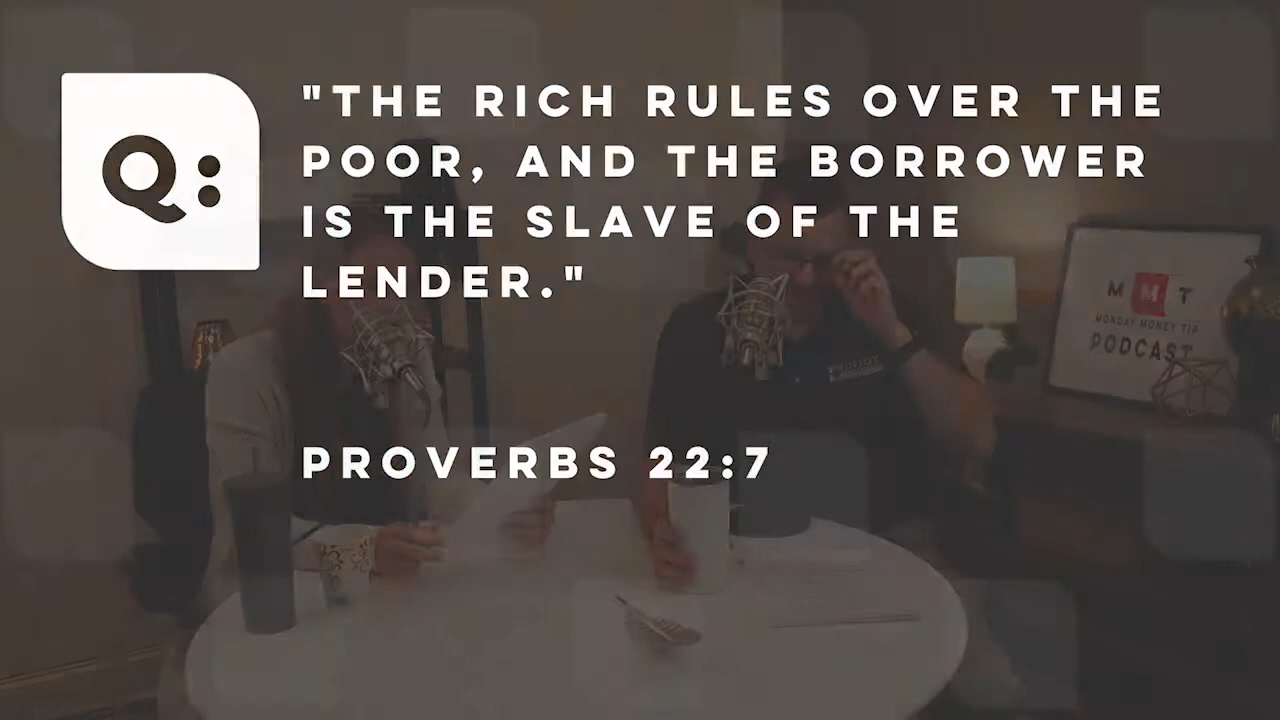 Q:
"THE RICH RULES OVER THE
POOR, AND THE BORROWER
IS THE SLAVE OF THE
LENDER."
PROVERBS 22:7
M M T
MONDAY MONEY TIP
PODCAST